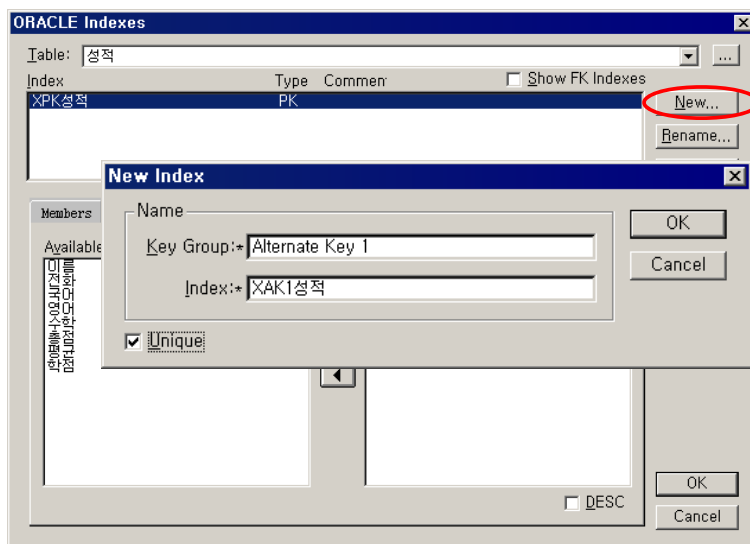 ORACLE Indexes
Table: 성적 ...
Index Type Commen Show FK Indexes
XPK성적 PK New...
Rename...
New Index
Name
Key Group:* Alternate Key 1 OK
Index:* XAK1성적 Cancel
Unique
Members
Available
이름
전화
국어
영어
수학
총점
평균
학점
DESC
OK
Cancel